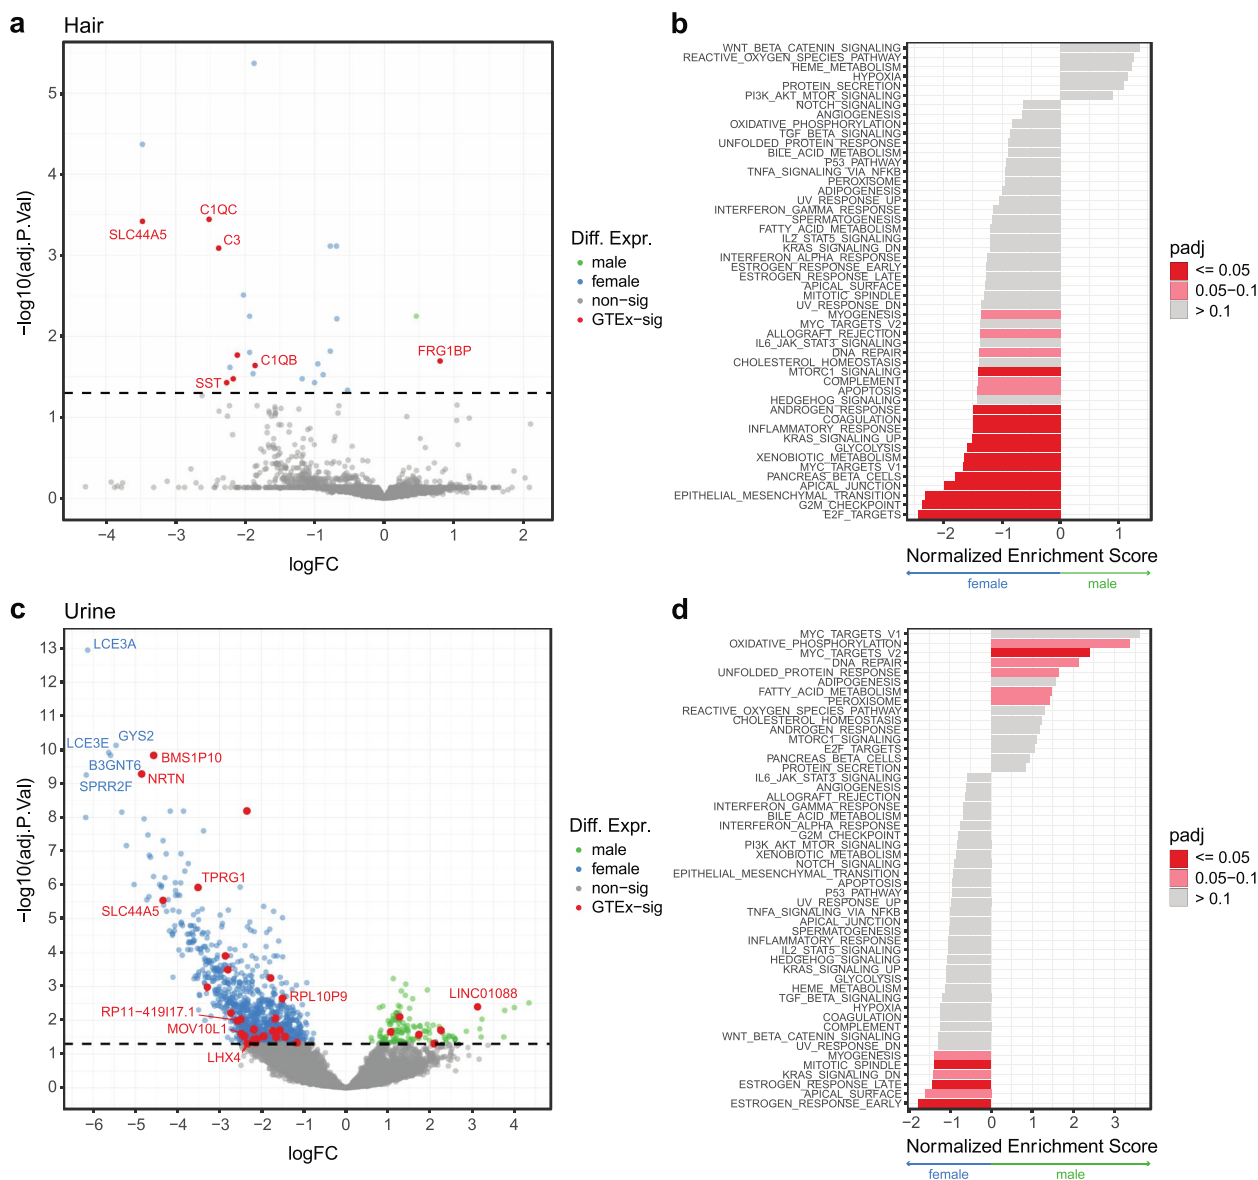 a Hair
−log10(adj.P.Val)
5
4
3
2
1
0
C1QC
SLC44A5
C3
FRG1BP
C1QB
SST
−4 −3 −2 −1 0 1 2
logFC
Diff. Expr.
male
female
non−sig
GTEx−sig
b
WNT_BETA_CATENIN_SIGNALING
REACTIVE_OXYGEN_SPECIES_PATHWAY
HEME_METABOLISM
HYPOXIA
PROTEIN_SECRETION
PI3K_AKT_MTOR_SIGNALING
NOTCH_SIGNALING
ANGIOGENESIS
OXIDATIVE_PHOSPHORYLATION
TGF_BETA_SIGNALING
UNFOLDED_PROTEIN_RESPONSE
BILE_ACID_METABOLISM
P53_PATHWAY
TNFA_SIGNALING_VIA_NFKB
PEROXISOME
ADIPOGENESIS
UV_RESPONSE_UP
INTERFERON_GAMMA_RESPONSE
SPERMATOGENESIS
FATTY_ACID_METABOLISM
IL2_STAT5_SIGNALING
KRAS_SIGNALING_DN
INTERFERON_ALPHA_RESPONSE
ESTROGEN_RESPONSE_EARLY
ESTROGEN_RESPONSE_LATE
APICAL_SURFACE
MITOTIC_SPINDLE
UV_RESPONSE_DN
MYOGENESIS
MYC_TARGETS_V2
ALLOGRAFT_REJECTION
IL6_JAK_STAT3_SIGNALING
DNA_REPAIR
CHOLESTEROL_HOMEOSTASIS
MTORC1_SIGNALING
COMPLEMENT
APOPTOSIS
HEDGEHOG_SIGNALING
ANDROGEN_RESPONSE
COAGULATION
INFLAMMATORY_RESPONSE
KRAS_SIGNALING_UP
GLYCOLYSIS
XENOBIOTIC_METABOLISM
MYC_TARGETS_V1
PANCREAS_BETA_CELLS
APICAL_JUNCTION
EPITHELIAL_MESENCHYMAL_TRANSITION
G2M_CHECKPOINT
E2F_TARGETS
−2 −1 0 1
Normalized Enrichment Score
female male
padj
<= 0.05
0.05−0.1
> 0.1
c Urine
−log10(adj.P.Val)
13
12
11
10
9
8
7
6
5
4
3
2
1
0
LCE3A
GYS2
LCE3E
BMS1P10
B3GNT6
NRTN
SPRR2F
TPRG1
SLC44A5
RPL10P9
LINC01088
RP11−419I17.1
MOV10L1
LHX4
−6 −5 −4 −3 −2 −1 0 1 2 3 4
logFC
Diff. Expr.
male
female
non−sig
GTEx−sig
d
MYC_TARGETS_V1
OXIDATIVE_PHOSPHORYLATION
MYC_TARGETS_V2
DNA_REPAIR
UNFOLDED_PROTEIN_RESPONSE
ADIPOGENESIS
FATTY_ACID_METABOLISM
PEROXISOME
REACTIVE_OXYGEN_SPECIES_PATHWAY
CHOLESTEROL_HOMEOSTASIS
ANDROGEN_RESPONSE
MTORC1_SIGNALING
E2F_TARGETS
PANCREAS_BETA_CELLS
PROTEIN_SECRETION
IL6_JAK_STAT3_SIGNALING
ANGIOGENESIS
ALLOGRAFT_REJECTION
INTERFERON_GAMMA_RESPONSE
BILE_ACID_METABOLISM
INTERFERON_ALPHA_RESPONSE
G2M_CHECKPOINT
PI3K_AKT_MTOR_SIGNALING
XENOBIOTIC_METABOLISM
NOTCH_SIGNALING
EPITHELIAL_MESENCHYMAL_TRANSITION
APOPTOSIS
P53_PATHWAY
UV_RESPONSE_UP
TNFA_SIGNALING_VIA_NFKB
APICAL_JUNCTION
SPERMATOGENESIS
INFLAMMATORY_RESPONSE
IL2_STAT5_SIGNALING
HEDGEHOG_SIGNALING
KRAS_SIGNALING_UP
GLYCOLYSIS
HEME_METABOLISM
TGF_BETA_SIGNALING
HYPOXIA
COAGULATION
COMPLEMENT
WNT_BETA_CATENIN_SIGNALING
UV_RESPONSE_DN
MYOGENESIS
MITOTIC_SPINDLE
KRAS_SIGNALING_DN
ESTROGEN_RESPONSE_LATE
APICAL_SURFACE
ESTROGEN_RESPONSE_EARLY
−2 −1 0 1 2 3
Normalized Enrichment Score
female male
padj
<= 0.05
0.05−0.1
> 0.1